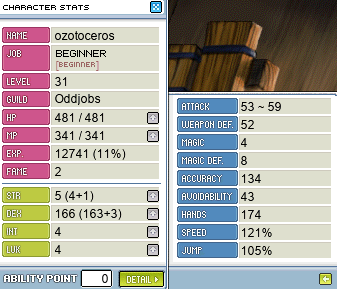 CHARACTER STATS
NAME ozotoceros
JOB BEGINNER
[BEGINNER]
LEVEL 31
GUILD Oddjobs
HP 481 / 481
MP 341 / 341
EXP. 12741 (11%)
FAME 2
STR 5 (4+1)
DEX 166 (163+3)
INT 4
LUK 4
ABILITY POINT 0 DETAIL
ATTACK 53 ~ 59
WEAPON DEF. 52
MAGIC 4
MAGIC DEF. 8
ACCURACY 134
AVOIDABILITY 43
HANDS 174
SPEED 121%
JUMP 105%